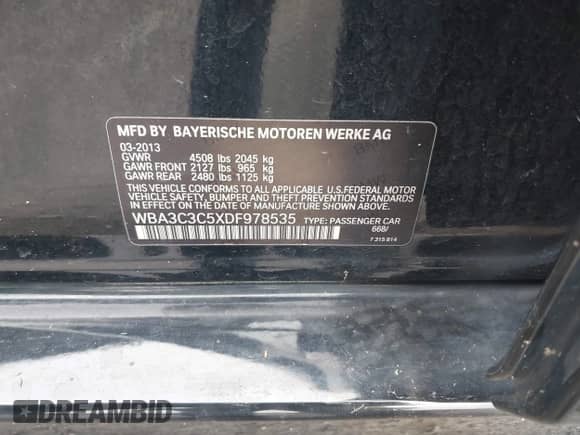 MFD BY BAYERISCHE MOTOREN WERKE AG
03-2013
GVWR 4508 lbs 2045 kg
GAWR FRONT 2127 lbs 965 kg
GAWR REAR 2480 lbs 1125 kg
THIS VEHICLE CONFORMS TO ALL APPLICABLE U.S.FEDERAL MOTOR
VEHICLE SAFETY, BUMPER, AND THEFT PREVENTION STANDARDS
IN EFFECT ON THE DATE OF MANUFACTURE SHOWN ABOVE.
WBA3C3C5XDF978535 TYPE: PASSENGER CAR
668/
7 315 814
DREAMBID